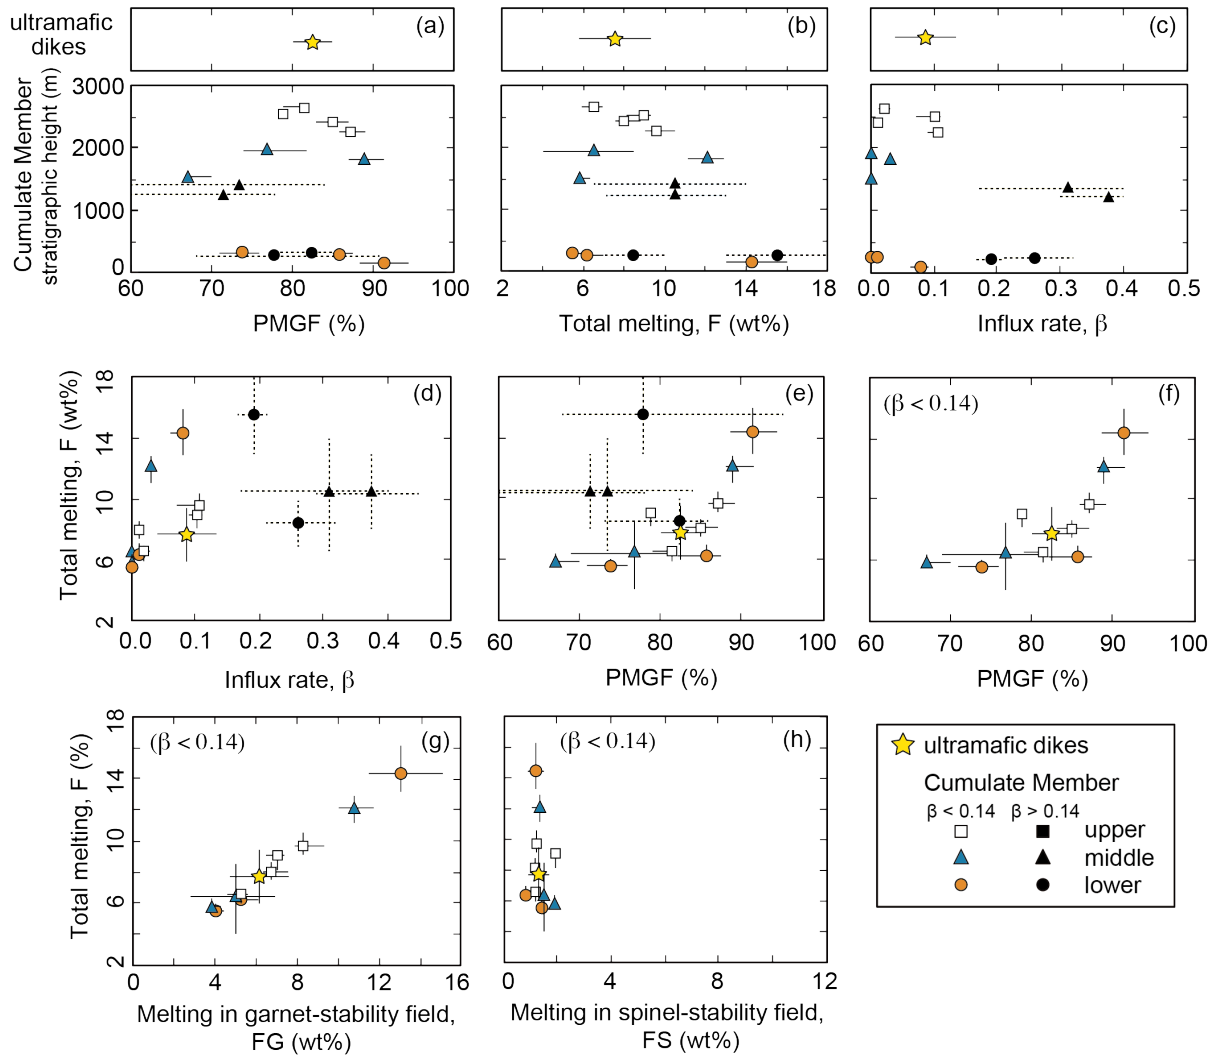 ultramafic
dikes
(a)
(b)
(c)
Cumulate Member
stratigraphic height (m)
3000
2000
1000
0
60 70 80 90 100
PMGF (%)
2 6 10 14 18
Total melting, F (wt%)
0.0 0.1 0.2 0.3 0.4 0.5
Influx rate, β
Total melting, F (wt%)
18
14
10
6
2
(d)
0.0 0.1 0.2 0.3 0.4 0.5
Influx rate, β
(e)
60 70 80 90 100
PMGF (%)
(β < 0.14)
(f)
60 70 80 90 100
PMGF (%)
Total melting, F (%)
18
14
10
6
2
(β < 0.14)
(g)
0 4 8 12 16
Melting in garnet-stability field,
FG (wt%)
(β < 0.14)
(h)
0 4 8 12
Melting in spinel-stability field,
FS (wt%)
ultramafic dikes
Cumulate Member
β < 0.14 β > 0.14
upper
middle
lower